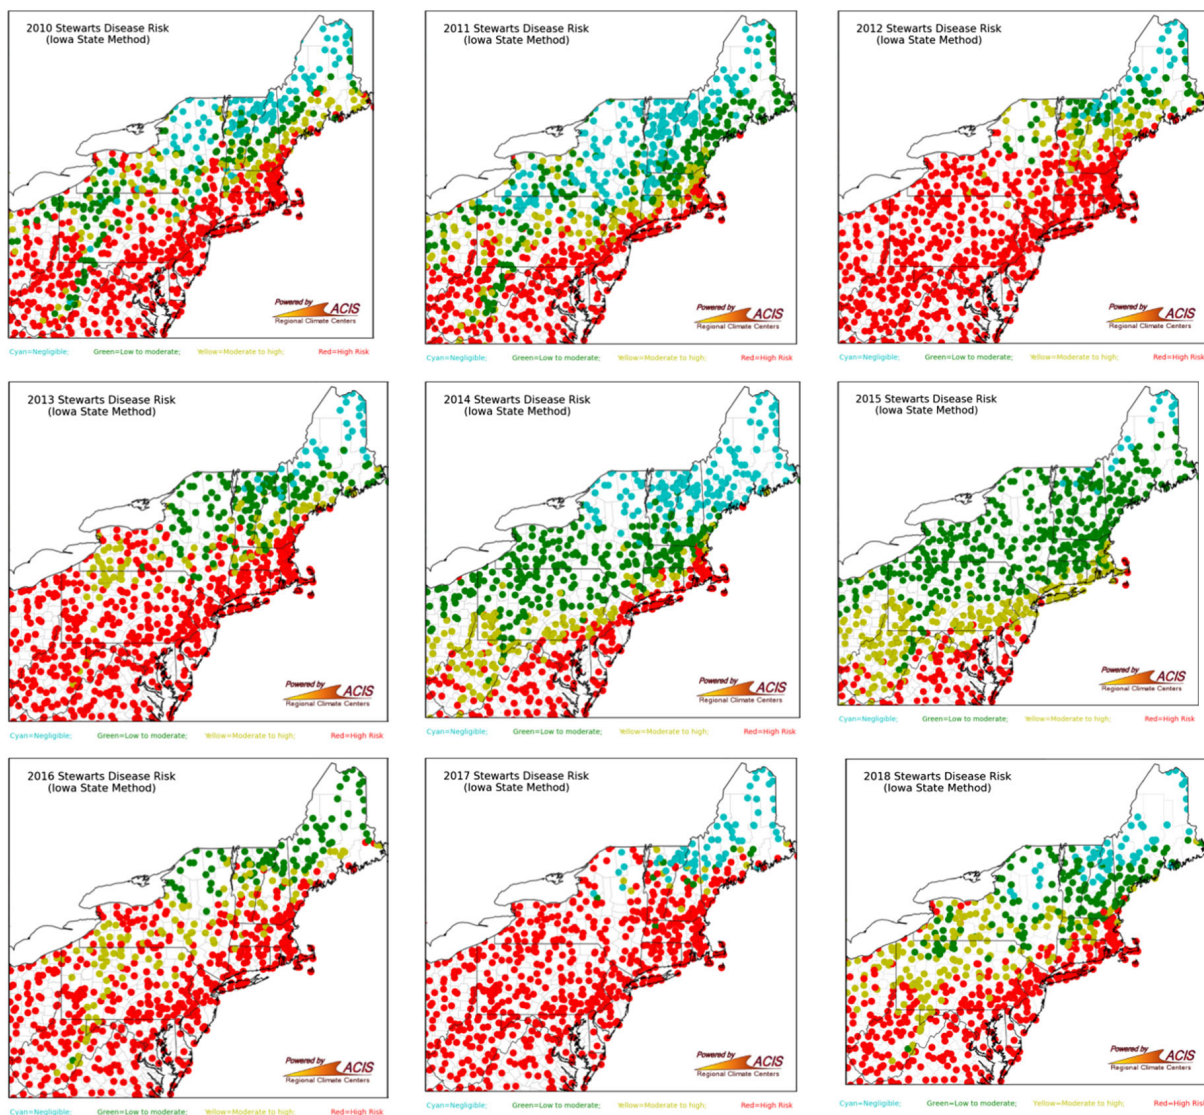 2010 Stewarts Disease Risk
(Iowa State Method)
Powered by
ACIS
Regional Climate Centers
Cyan=Negligible; Green=Low to moderate; Yellow=Moderate to high; Red=High Risk
2011 Stewarts Disease Risk
(Iowa State Method)
Powered by
ACIS
Regional Climate Centers
Cyan=Negligible; Green=Low to moderate; Yellow=Moderate to high; Red=High Risk
2012 Stewarts Disease Risk
(Iowa State Method)
Powered by
ACIS
Regional Climate Centers
Cyan=Negligible; Green=Low to moderate; Yellow=Moderate to high; Red=High Risk
2013 Stewarts Disease Risk
(Iowa State Method)
Powered by
ACIS
Regional Climate Centers
Cyan=Negligible; Green=Low to moderate; Yellow=Moderate to high; Red=High Risk
2014 Stewarts Disease Risk
(Iowa State Method)
Powered by
ACIS
Regional Climate Centers
Cyan=Negligible; Green=Low to moderate; Yellow=Moderate to high; Red=High Risk
2015 Stewarts Disease Risk
(Iowa State Method)
Powered by
ACIS
Regional Climate Centers
Cyan=Negligible; Green=Low to moderate; Yellow=Moderate to high; Red=High Risk
2016 Stewarts Disease Risk
(Iowa State Method)
Powered by
ACIS
Regional Climate Centers
Cyan=Negligible; Green=Low to moderate; Yellow=Moderate to high; Red=High Risk
2017 Stewarts Disease Risk
(Iowa State Method)
Powered by
ACIS
Regional Climate Centers
Cyan=Negligible; Green=Low to moderate; Yellow=Moderate to high; Red=High Risk
2018 Stewarts Disease Risk
(Iowa State Method)
Powered by
ACIS
Regional Climate Centers
Cyan=Negligible; Green=Low to moderate; Yellow=Moderate to high; Red=High Risk